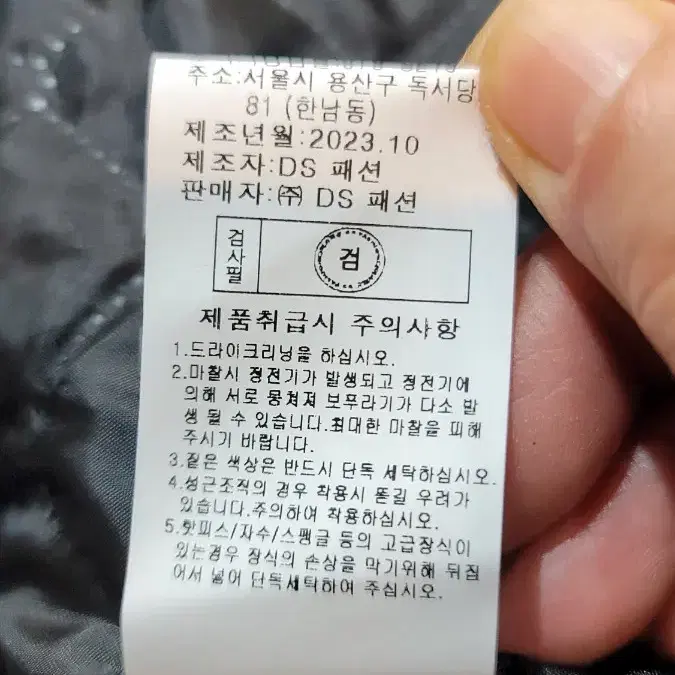 주소:서울시 용산구 독서당
81 (한남동)
제조년월:2023.10
제조자:DS 패션
판매자:㈜ DS 패션
검사필
검
제품취급시 주의사항
1.드라이크리닝을 하십시오.
2.마찰시 정전기가 발생되고 정전기에
의해 서로 뭉쳐져 보푸라기가 다소 발
생 될 수 있습니다.최대한 마찰을 피해
주시기 바랍니다.
3.짙은 색상은 반드시 단독 세탁하십시오.
4.성근조직의 경우 착용시 뜯길 우려가
있습니다.주의하여 착용하십시오.
5.핫피스/자수/스팽글 등의 고급장식이
있는경우 장식의 손상을 막기위해 뒤집
어서 넣어 단독세탁하여 주십시오.